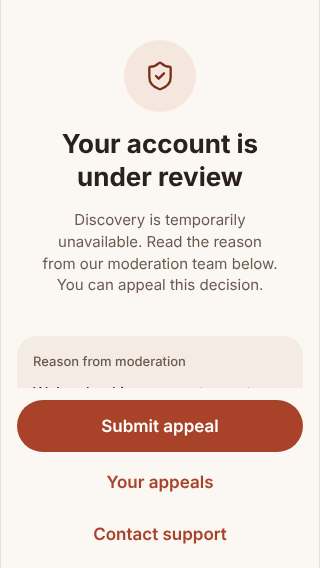 Your account is
under review
Discovery is temporarily
unavailable. Read the reason
from our moderation team below.
You can appeal this decision.
Reason from moderation
Submit appeal
Your appeals
Contact support